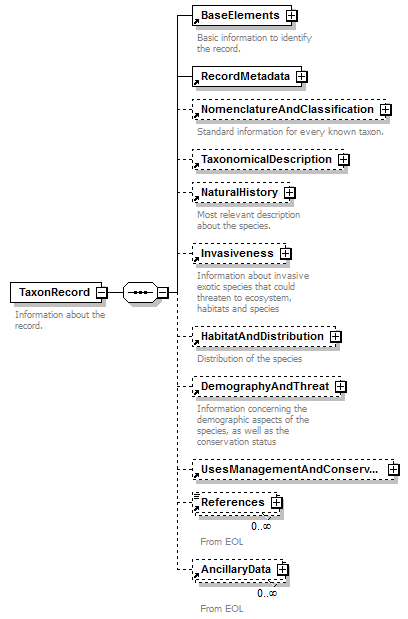 BaseElements
Basic information to identify
the record.
RecordMetadata
NomenclatureAndClassification
Standard information for every known taxon.
TaxonomicalDescription
NaturalHistory
Most relevant description
about the species.
Invasiveness
Information about invasive
exotic species that could
threaten to ecosystem,
habitats and species
TaxonRecord
Information about the
record.
HabitatAndDistribution
Distribution of the species
DemographyAndThreat
Information concerning the
demographic aspects of the
species, as well as the
conservation status
UsesManagementAndConserv...
References
0..∞
From EOL
AncillaryData
0..∞
From EOL